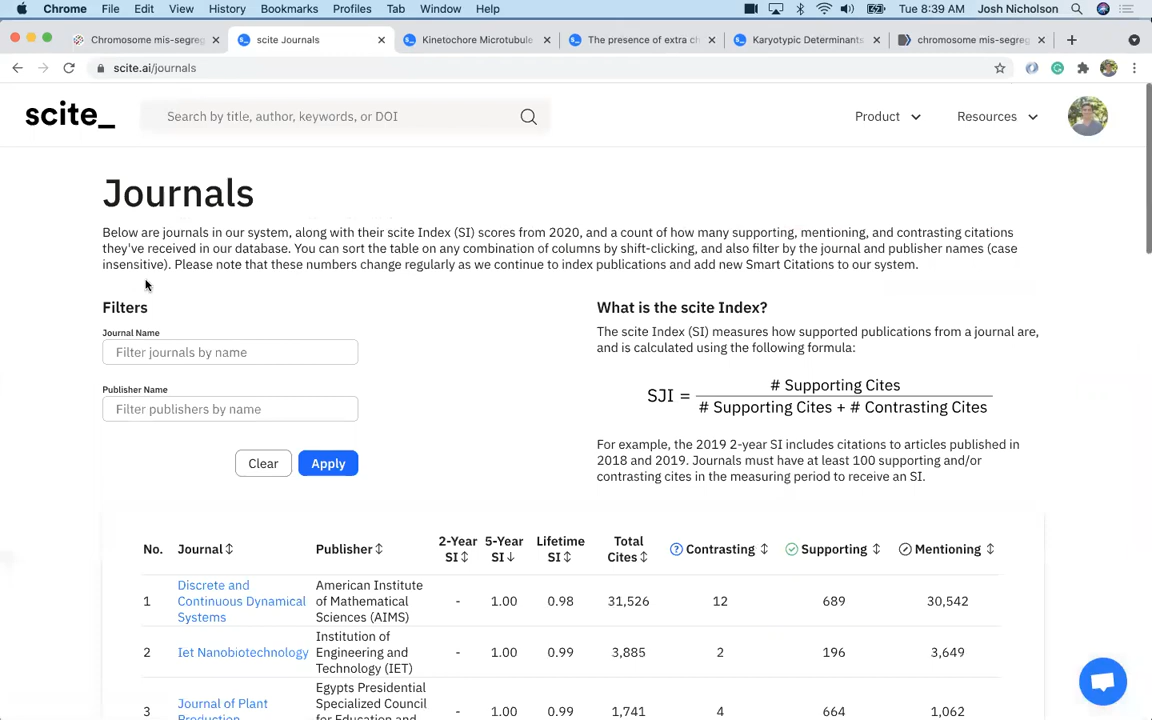 Chrome File Edit View History Bookmarks Profiles Tab Window Help Tue 8:39 AM Josh Nicholson
Chromosome mis-segreg scite Journals Kinetochore Microtubule The presence of extra c Karyotypic Determinants chromosome mis-segreg
scite.ai/journals
scite_ Search by title, author, keywords, or DOI Product Resources
Journals
Below are journals in our system, along with their scite Index (SI) scores from 2020, and a count of how many supporting, mentioning, and contrasting citations
they've received in our database. You can sort the table on any combination of columns by shift-clicking, and also filter by the journal and publisher names (case
insensitive). Please note that these numbers change regularly as we continue to index publications and add new Smart Citations to our system.
Filters
Journal Name
Filter journals by name
Publisher Name
Filter publishers by name
Clear Apply
What is the scite Index?
The scite Index (SI) measures how supported publications from a journal are,
and is calculated using the following formula:
# Supporting Cites
SJI =
# Supporting Cites + # Contrasting Cites
For example, the 2019 2-year SI includes citations to articles published in
2018 and 2019. Journals must have at least 100 supporting and/or
contrasting cites in the measuring period to receive an SI.
No. Journal Publisher 2-Year SI 5-Year SI Lifetime SI Total Cites Contrasting Supporting Mentioning
1 Discrete and Continuous Dynamical Systems American Institute of Mathematical Sciences (AIMS) - 1.00 0.98 31,526 12 689 30,542
2 Iet Nanobiotechnology Institution of Engineering and Technology (IET) - 1.00 0.99 3,885 2 196 3,649
3 Journal of Plant Production Egypts Presidential Specialized Council for Education and - 1.00 0.99 1,741 4 664 1,062